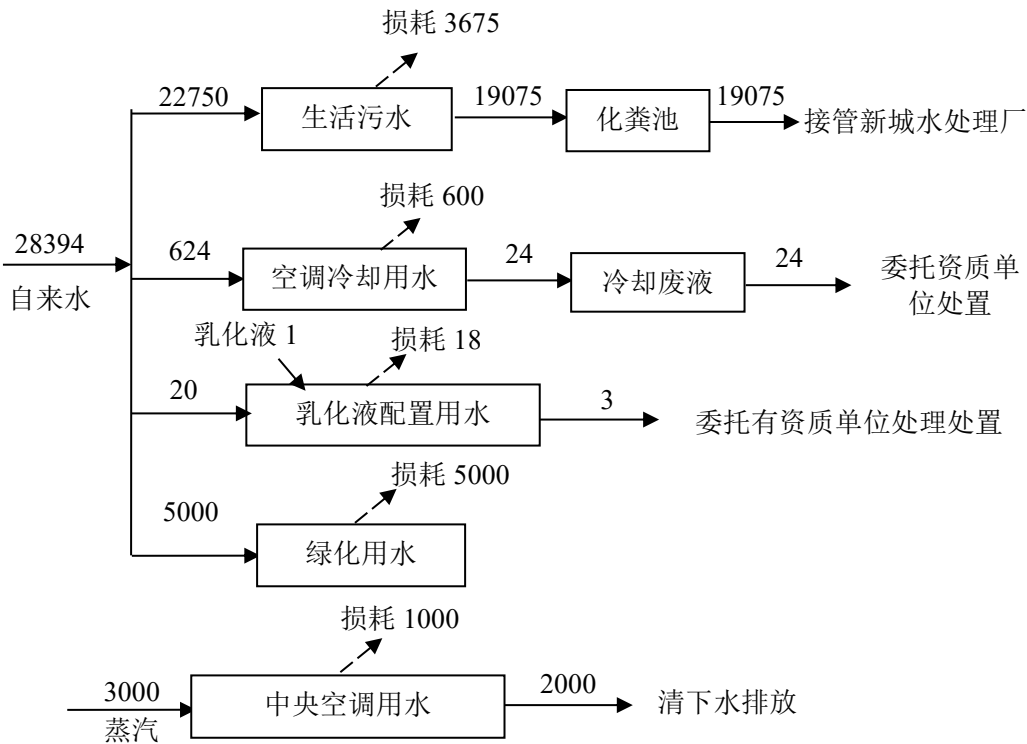 损耗 3675
22750
生活污水
19075
化粪池
19075
接管新城水处理厂
损耗 600
28394
自来水
624
空调冷却用水
24
冷却废液
24
委托资质单
位处置
乳化液 1
损耗 18
20
乳化液配置用水
3
委托有资质单位处理处置
损耗 5000
5000
绿化用水
损耗 1000
3000
蒸汽
中央空调用水
2000
清下水排放